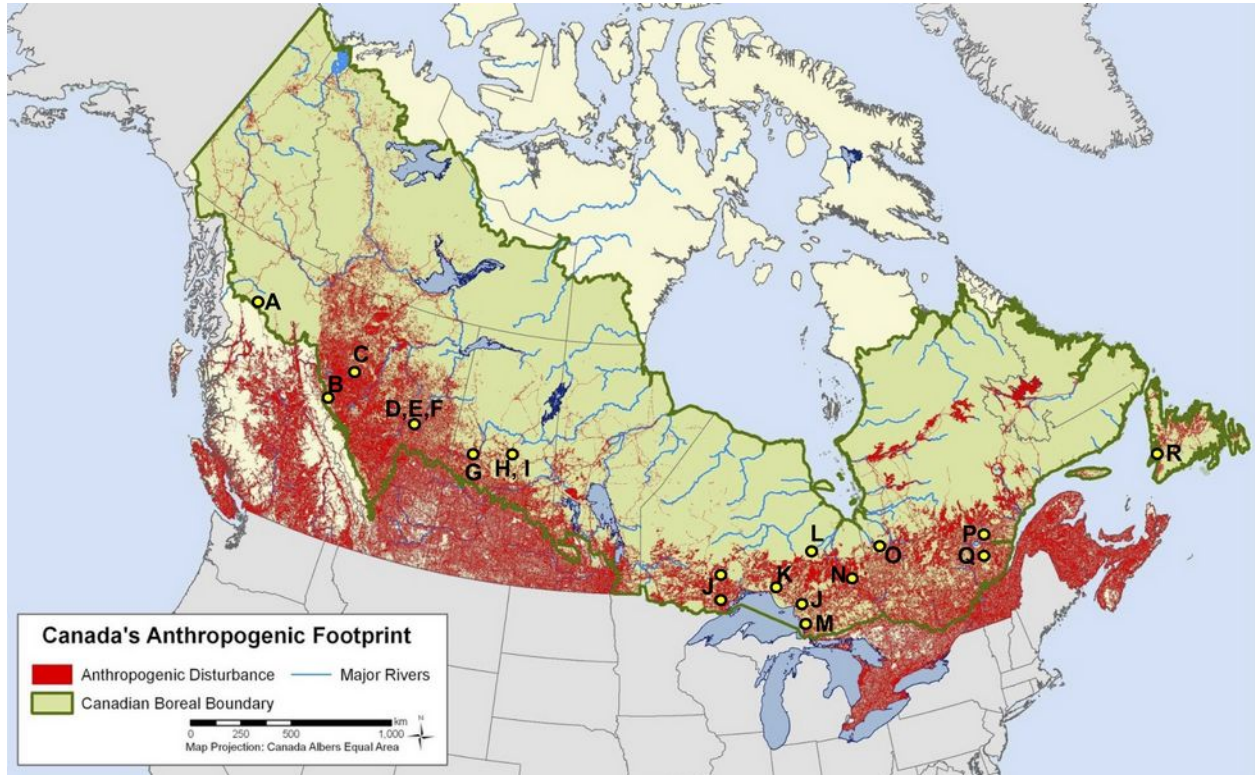 A
C
B
D,E,F
G
H, I
R
L
P
O
Q
J
K
N
J
M
Canada's Anthropogenic Footprint
Anthropogenic Disturbance
Major Rivers
Canadian Boreal Boundary
km
0 250 500 1,000
N
Map Projection: Canada Albers Equal Area